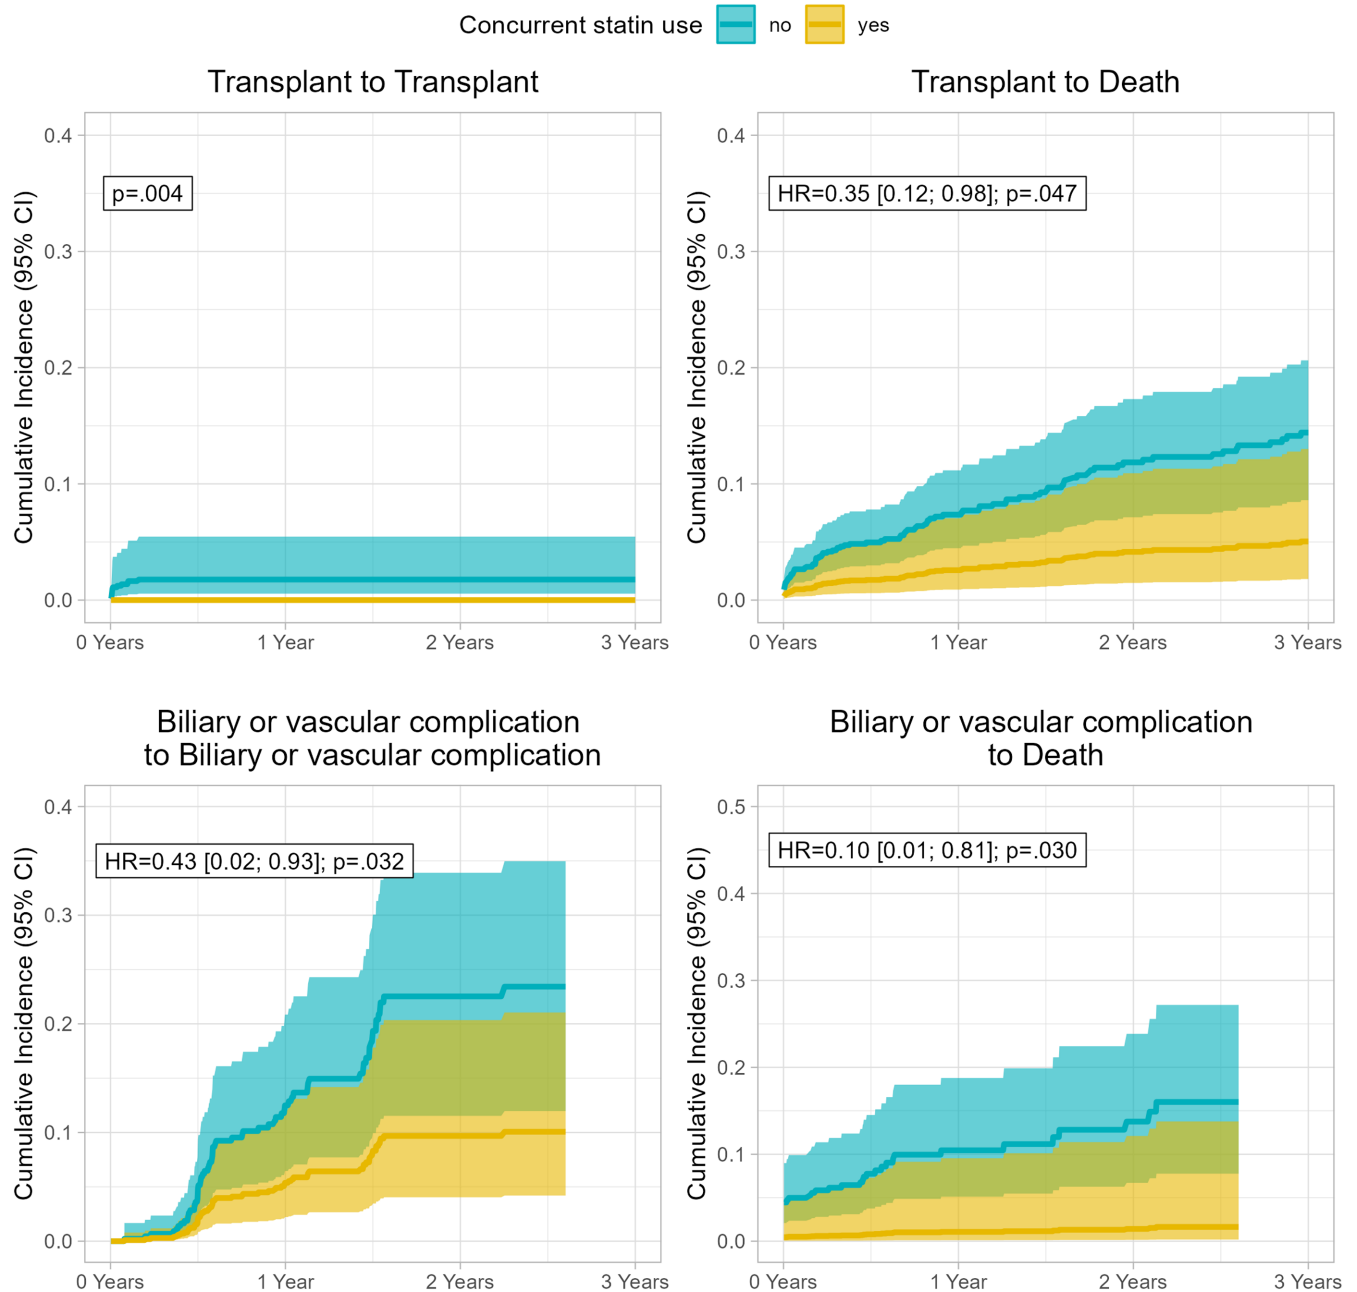 Concurrent statin use no yes
Transplant to Transplant
Cumulative Incidence (95% CI)
0.4
0.3
0.2
0.1
0.0
p=.004
0 Years 1 Year 2 Years 3 Years
Transplant to Death
Cumulative Incidence (95% CI)
0.4
0.3
0.2
0.1
0.0
HR=0.35 [0.12; 0.98]; p=.047
0 Years 1 Year 2 Years 3 Years
Biliary or vascular complication
to Biliary or vascular complication
Cumulative Incidence (95% CI)
0.4
0.3
0.2
0.1
0.0
HR=0.43 [0.02; 0.93]; p=.032
0 Years 1 Year 2 Years 3 Years
Biliary or vascular complication
to Death
Cumulative Incidence (95% CI)
0.5
0.4
0.3
0.2
0.1
0.0
HR=0.10 [0.01; 0.81]; p=.030
0 Years 1 Year 2 Years 3 Years